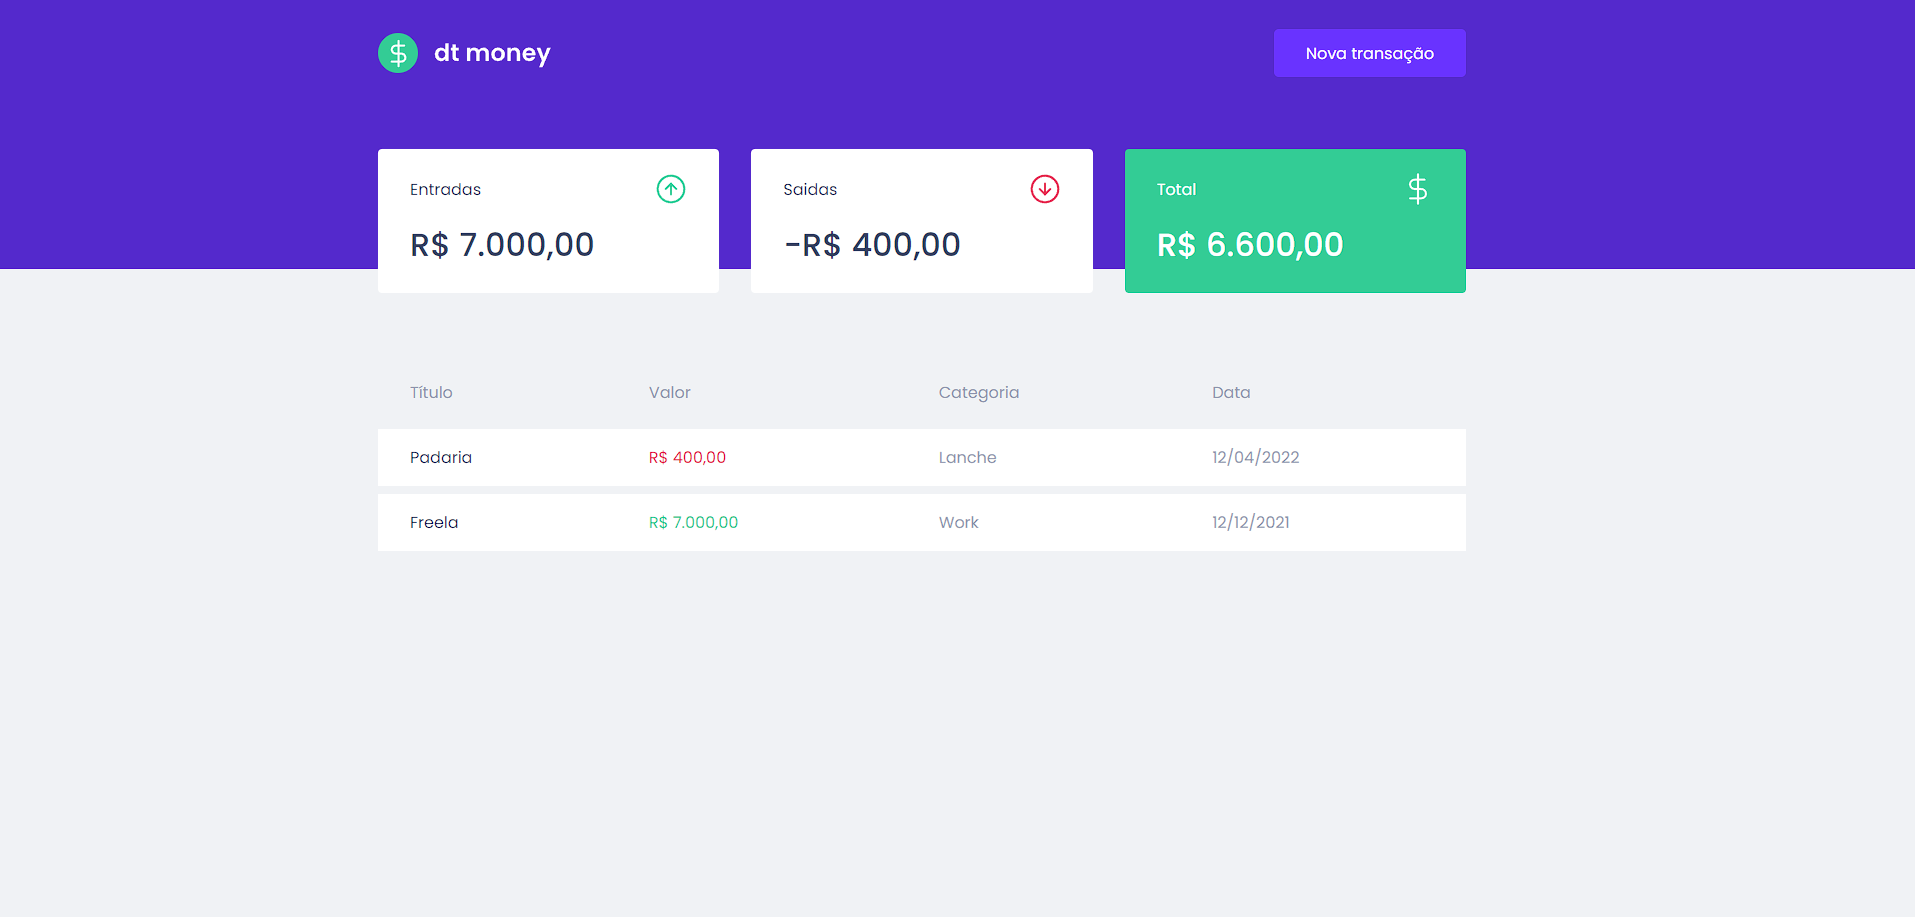 dt money
Nova transação
Entradas
R$ 7.000,00
Saidas
-R$ 400,00
Total
$
R$ 6.600,00
Título Valor Categoria Data
Padaria R$ 400,00 Lanche 12/04/2022
Freela R$ 7.000,00 Work 12/12/2021